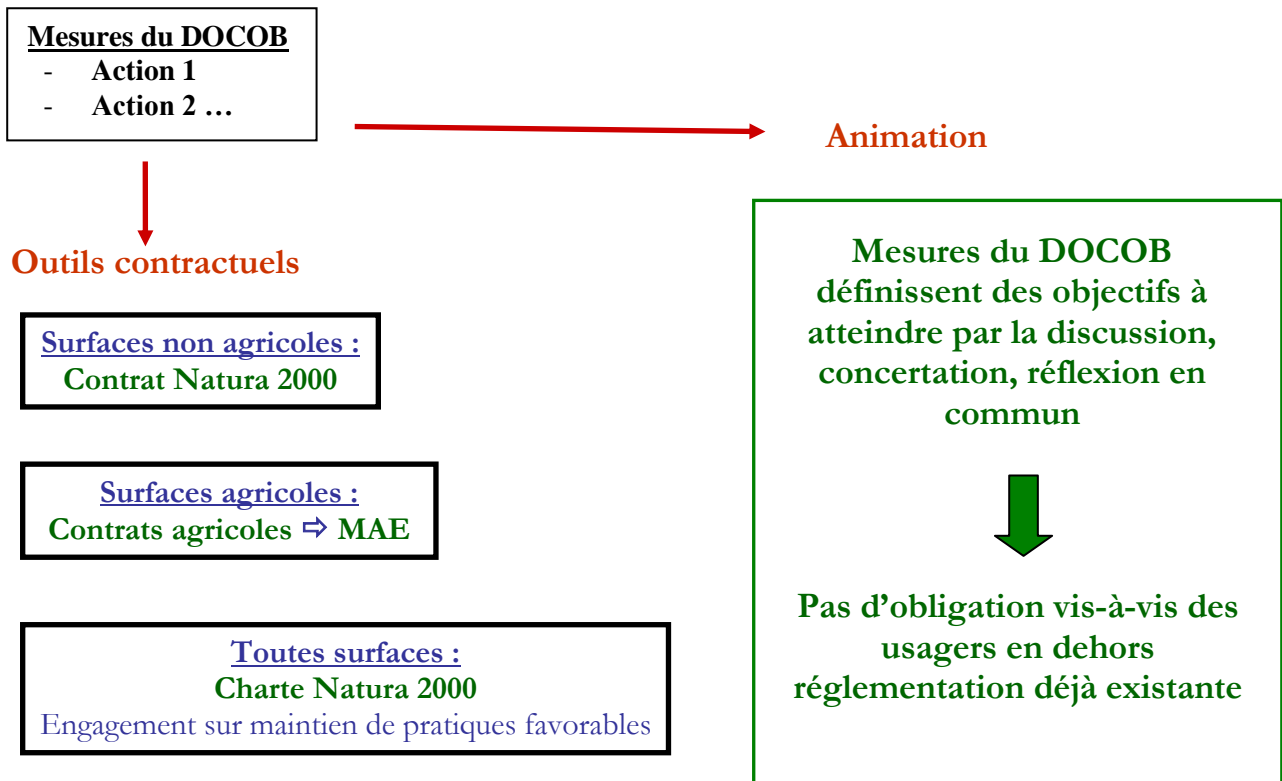 Mesures du DOCOB
- Action 1
- Action 2 …
Animation
Outils contractuels
Surfaces non agricoles :
Contrat Natura 2000
Surfaces agricoles :
Contrats agricoles ⇨ MAE
Toutes surfaces :
Charte Natura 2000
Engagement sur maintien de pratiques favorables
Mesures du DOCOB
définissent des objectifs à
atteindre par la discussion,
concertation, réflexion en
commun
Pas d’obligation vis-à-vis des
usagers en dehors
réglementation déjà existante